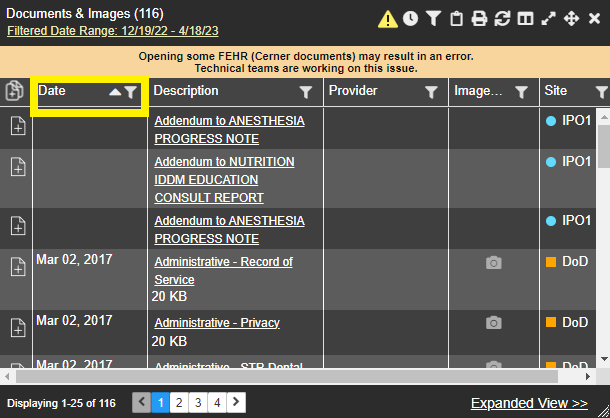 Documents & Images (116)
Filtered Date Range: 12/19/22 - 4/18/23
Opening some FEHR (Cerner documents) may result in an error.
Technical teams are working on this issue.
Date Description Provider Image... Site
Addendum to ANESTHESIA IPO1
PROGRESS NOTE
Addendum to NUTRITION IPO1
IDDM EDUCATION
CONSULT REPORT
Addendum to ANESTHESIA IPO1
PROGRESS NOTE
Mar 02, 2017 Administrative - Record of DoD
Service
20 KB
Mar 02, 2017 Administrative - Privacy DoD
20 KB
Mar 02, 2017 Administrative - STR Dental DoD
Displaying 1-25 of 116 < 1 2 3 4 > Expanded View >>